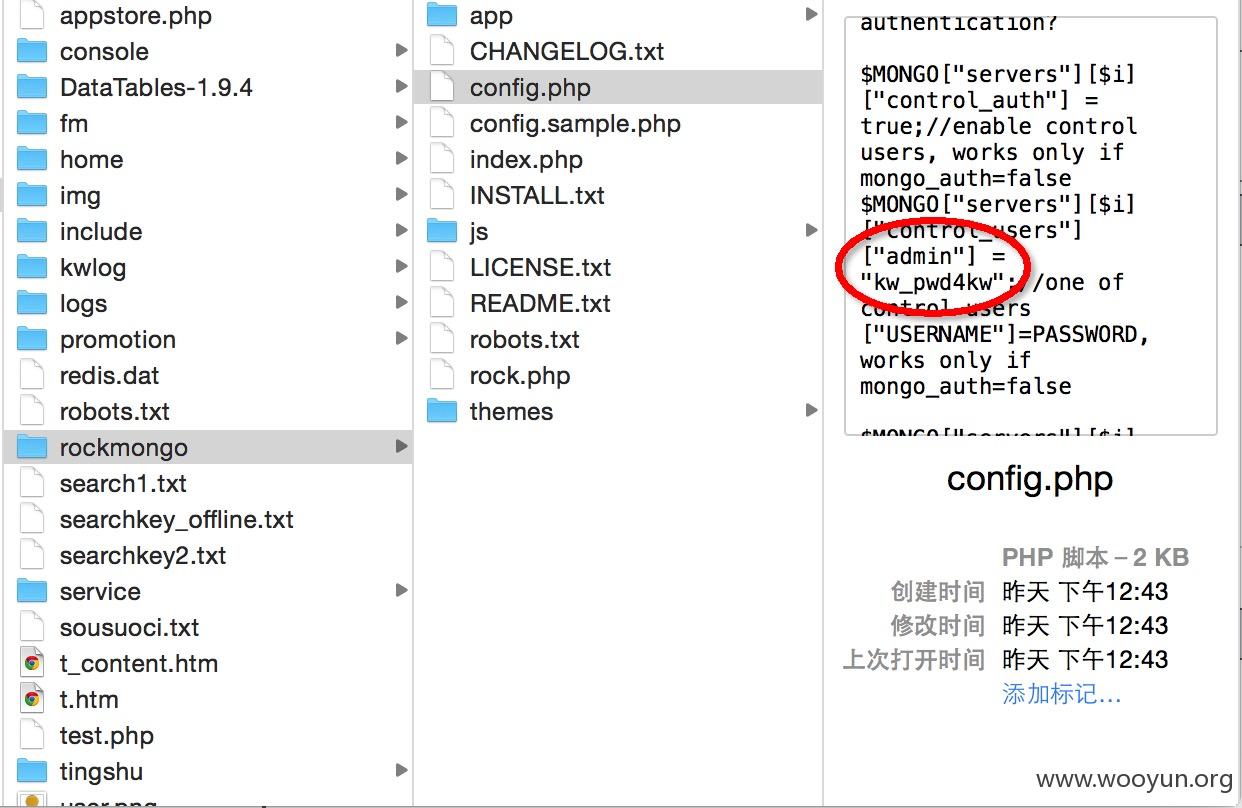 appstore.php
console
DataTables-1.9.4
fm
home
img
include
kwlog
logs
promotion
redis.dat
robots.txt
rockmongo
search1.txt
searchkey_offline.txt
searchkey2.txt
service
sousuoci.txt
t_content.htm
t.htm
test.php
tingshu
user.png
app
CHANGELOG.txt
config.php
config.sample.php
index.php
INSTALL.txt
js
LICENSE.txt
README.txt
robots.txt
rock.php
themes
authentication?
$MONGO["servers"][$i]
["control_auth"] =
true;//enable control
users, works only if
mongo_auth=false
$MONGO["servers"][$i]
["control_users"]
["admin"] =
"kw_pwd4kw";//one of
control users
["USERNAME"]=PASSWORD,
works only if
mongo_auth=false
$MONGO["servers"][$i]
config.php
PHP 脚本 – 2 KB
创建时间 昨天 下午12:43
修改时间 昨天 下午12:43
上次打开时间 昨天 下午12:43
添加标记...
www.wooyun.org